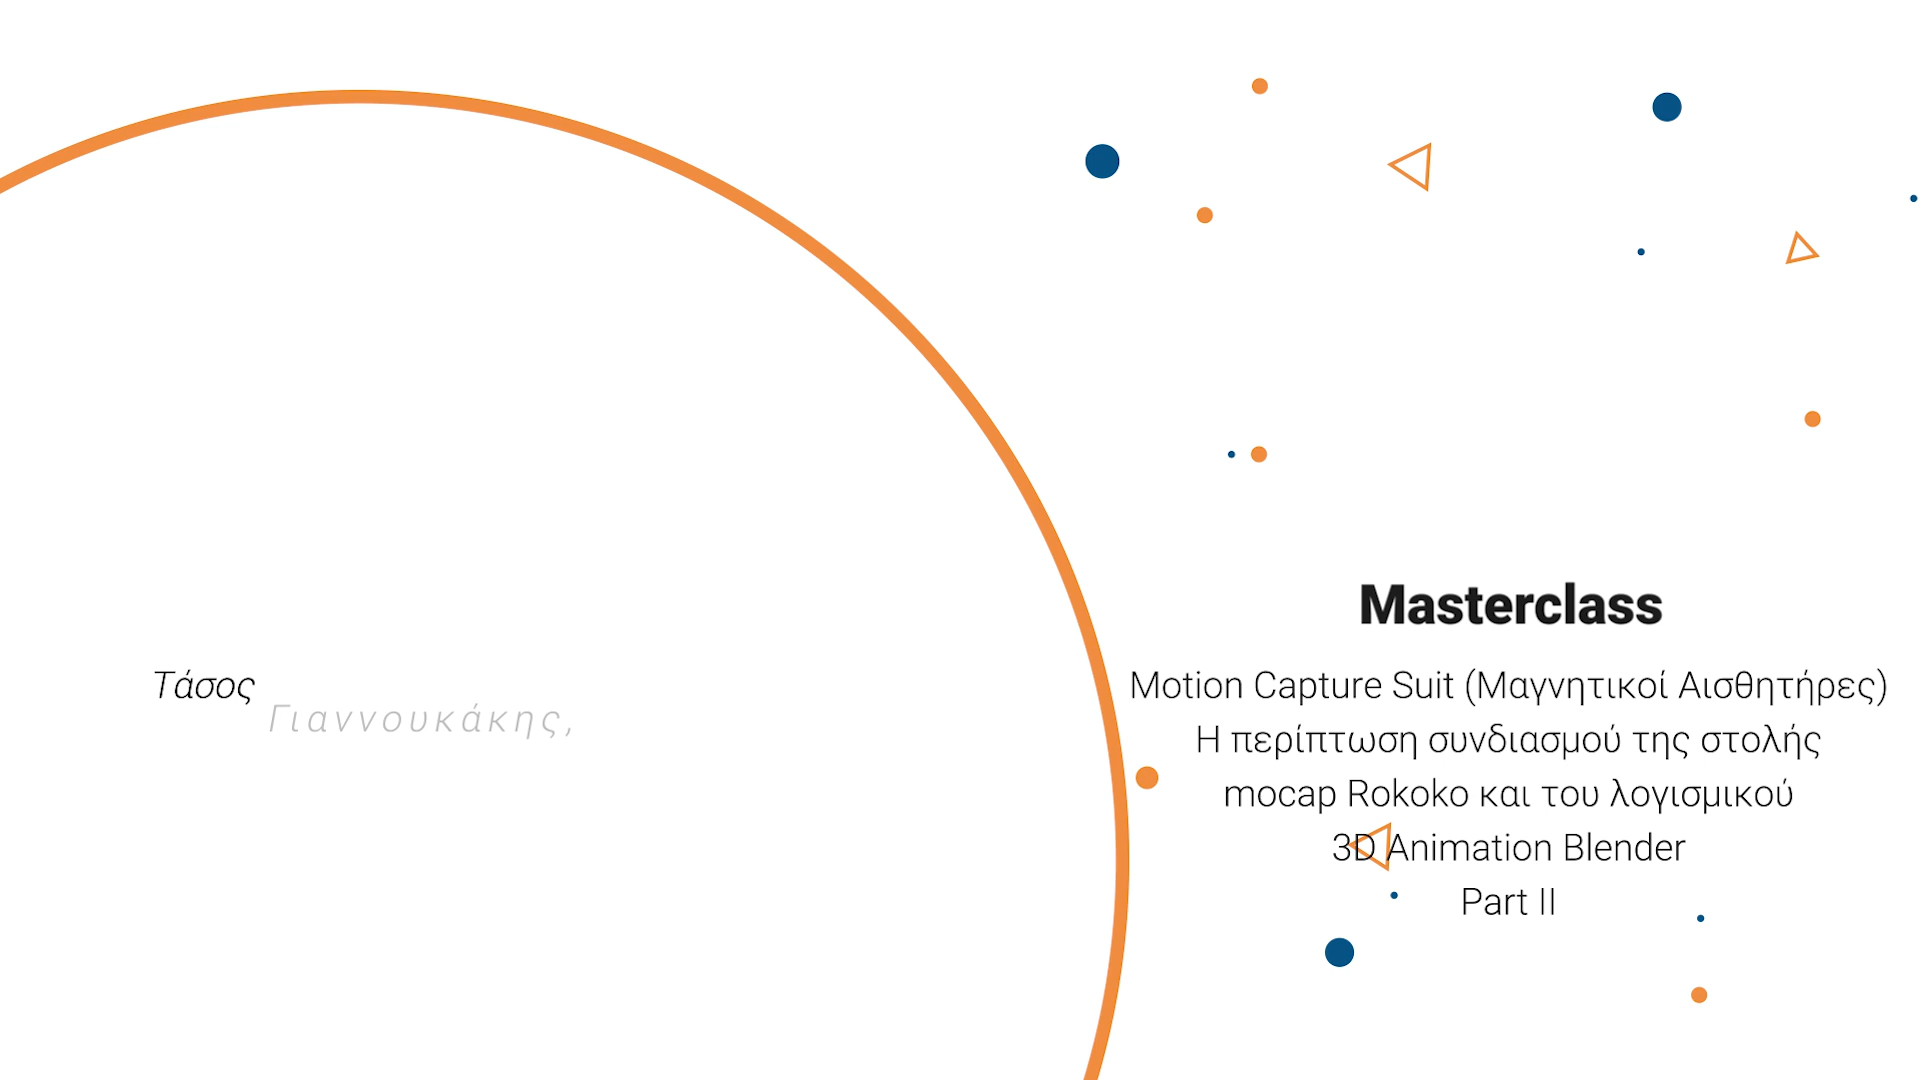 Τάσος
Γιαννουκάκης,
Masterclass
Motion Capture Suit (Μαγνητικοί Αισθητήρες)
Η περίπτωση συνδιασμού της στολής
mocap Rokoko και του λογισμικού
3D Animation Blender
Part II